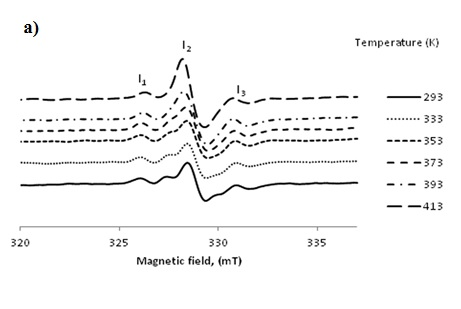 a)
Temperature (K)
I1
I2
I3
293
333
353
373
393
413
320
325
330
335
Magnetic field, (mT)